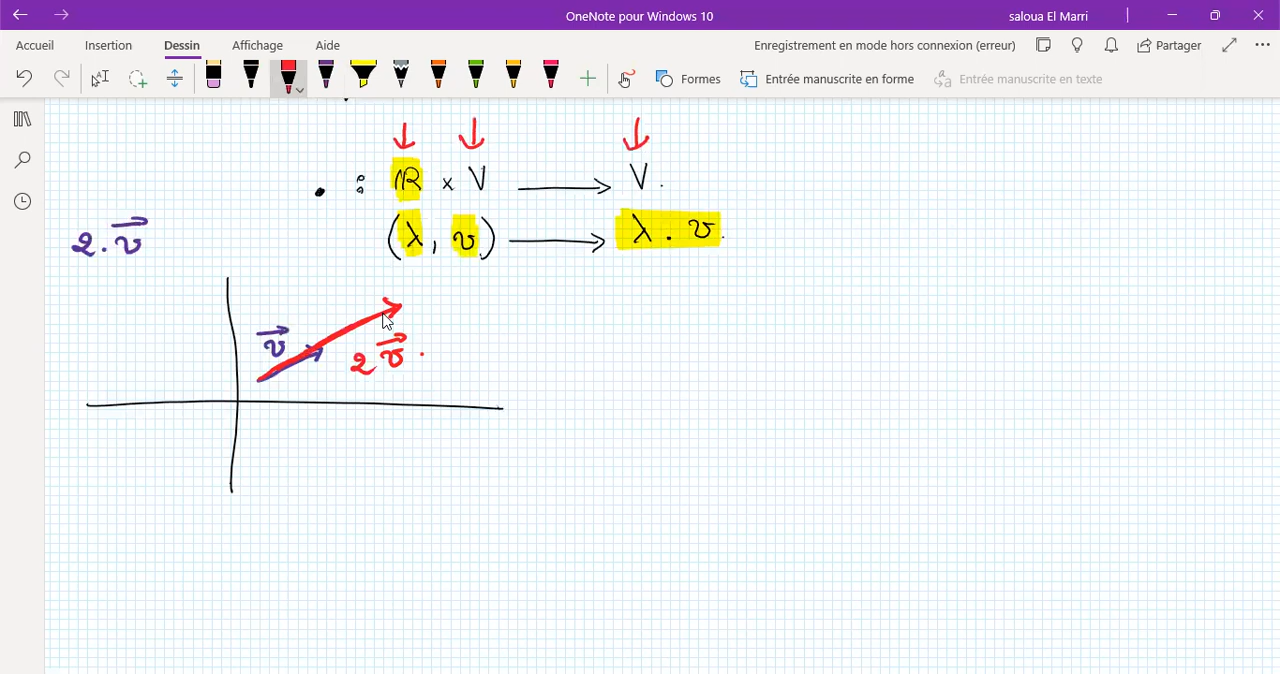 OneNote pour Windows 10
saloua El Marri
Accueil Insertion Dessin Affichage Aide
Enregistrement en mode hors connexion (erreur)
Partager
Formes
Entrée manuscrite en forme
Entrée manuscrite en texte
. : ℝ × V ⟶ V.
(λ, v) ⟶ λ . v.
2 . v⃗
v⃗
2 v⃗ .